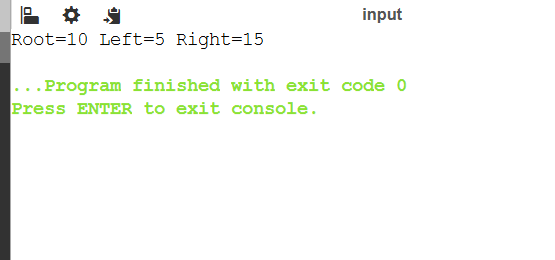 input
Root=10 Left=5 Right=15
...Program finished with exit code 0
Press ENTER to exit console.